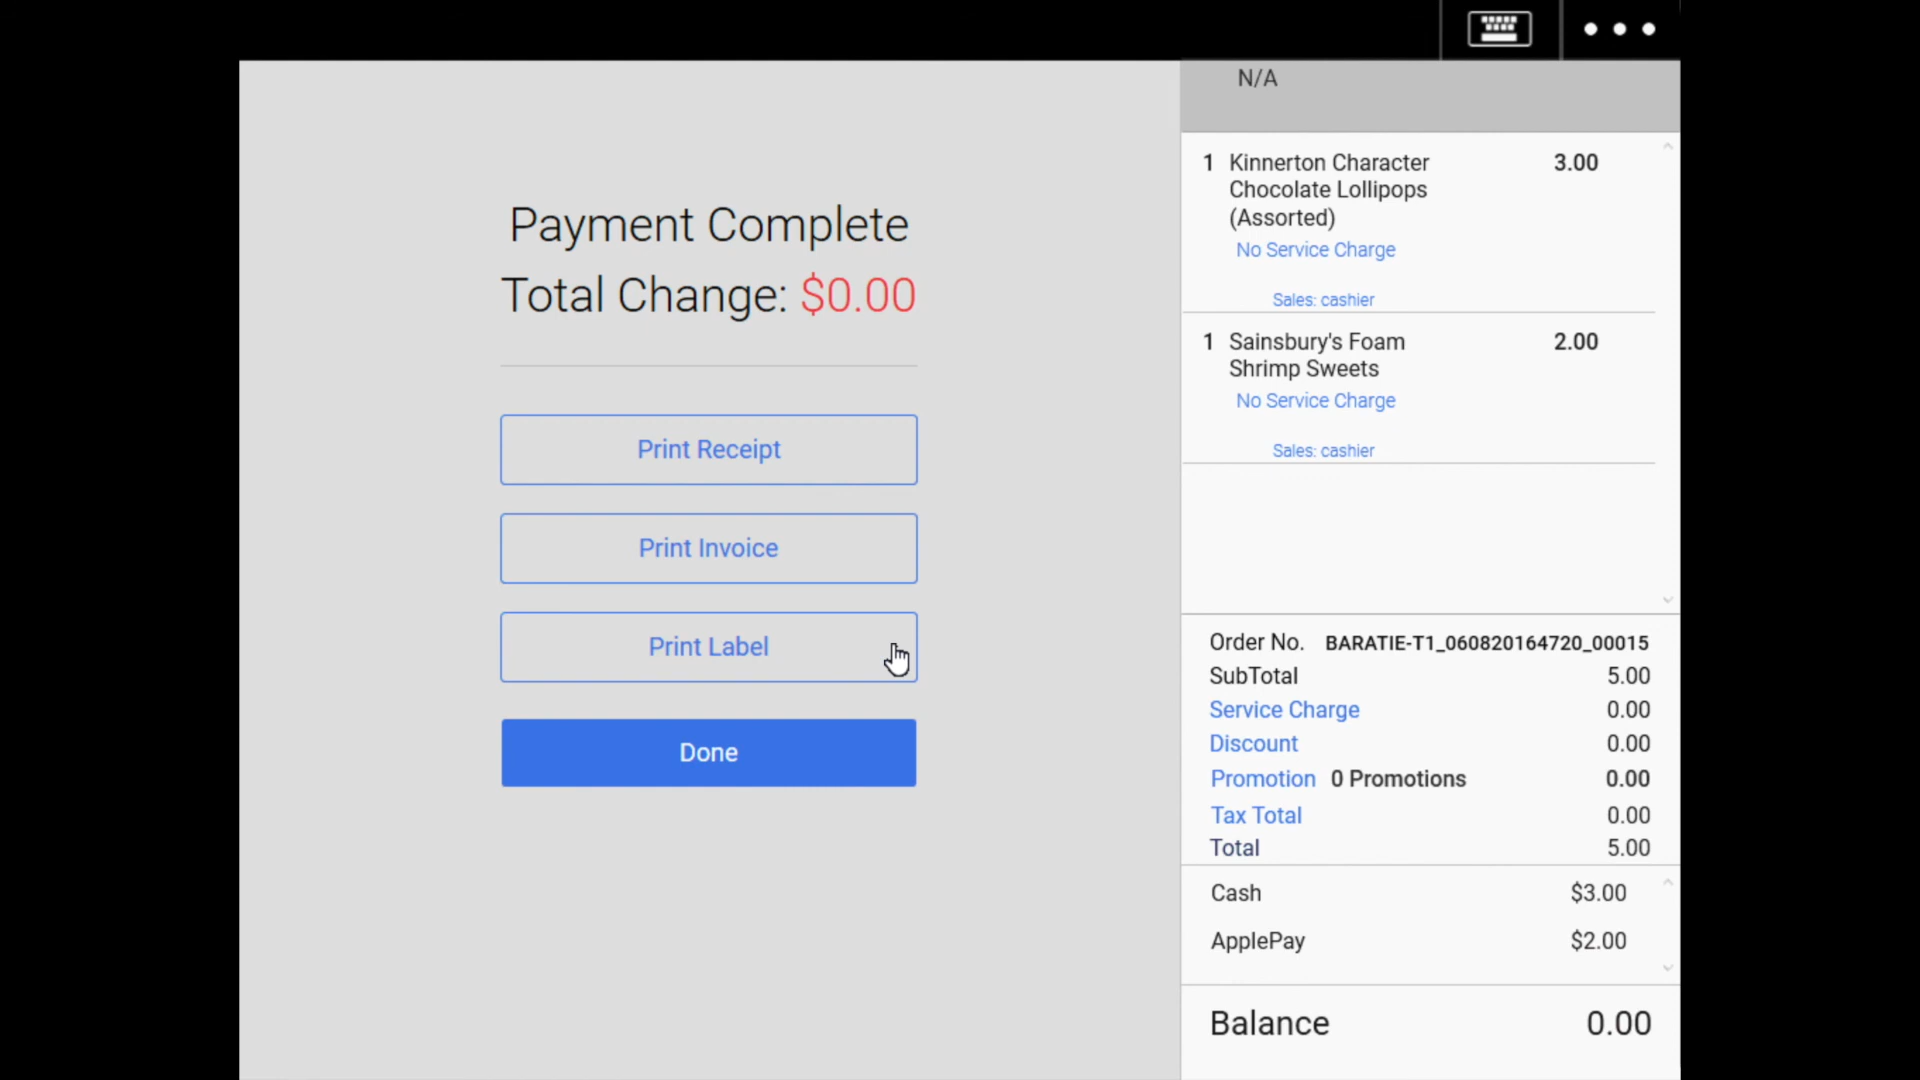 N/A
Payment Complete
Total Change: $0.00
Print Receipt
Print Invoice
Print Label
Done
1 Kinnerton Character 3.00
Chocolate Lollipops
(Assorted)
No Service Charge
Sales: cashier
1 Sainsbury's Foam 2.00
Shrimp Sweets
No Service Charge
Sales: cashier
Order No. BARATIE-T1_060820164720_00015
SubTotal 5.00
Service Charge 0.00
Discount 0.00
Promotion 0 Promotions 0.00
Tax Total 0.00
Total 5.00
Cash $3.00
ApplePay $2.00
Balance 0.00